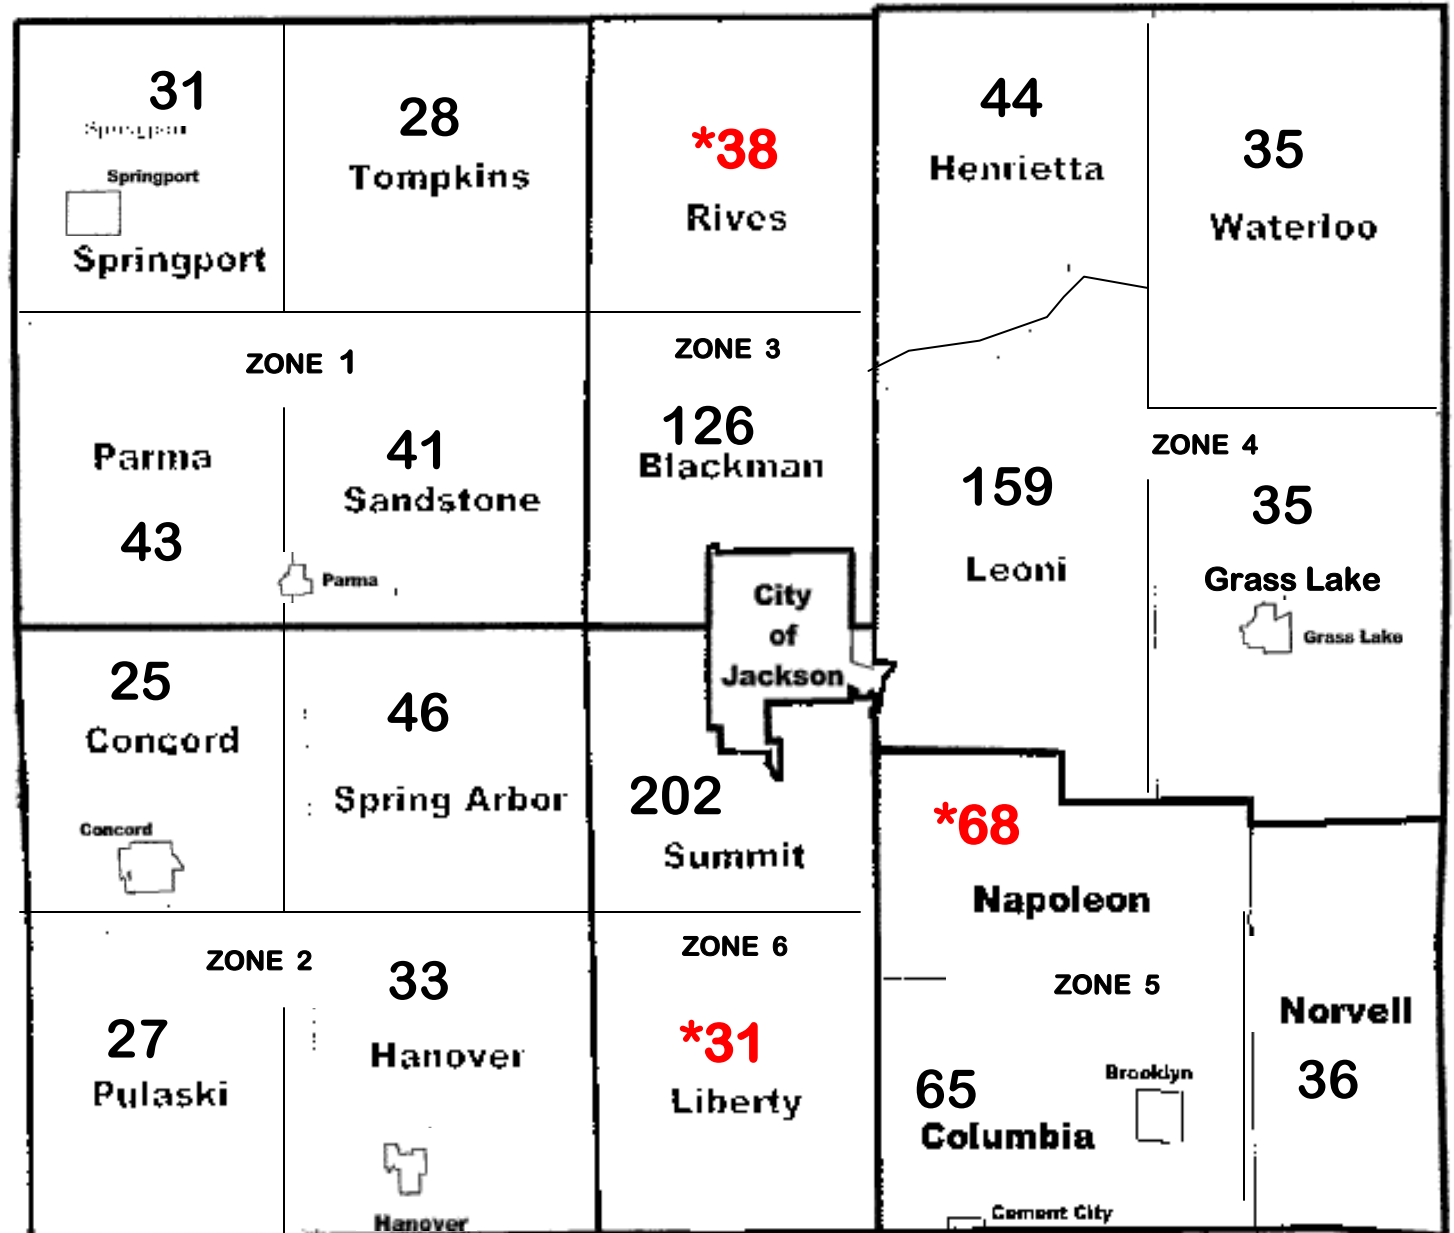 31
Springport
Springport
Springport
28
Tompkins
*38
Rives
44
Henrietta
35
Waterloo
ZONE 1
Parma
43
41
Sandstone
Parma
ZONE 3
126
Blackman
City
of
Jackson
ZONE 4
159
Leoni
35
Grass Lake
Grass Lake
25
Concord
Concord
46
Spring Arbor
202
Summit
*68
Napoleon
ZONE 2
27
Pulaski
33
Hanover
Hanover
ZONE 6
*31
Liberty
ZONE 5
65
Columbia
Brooklyn
Cement City
Norvell
36